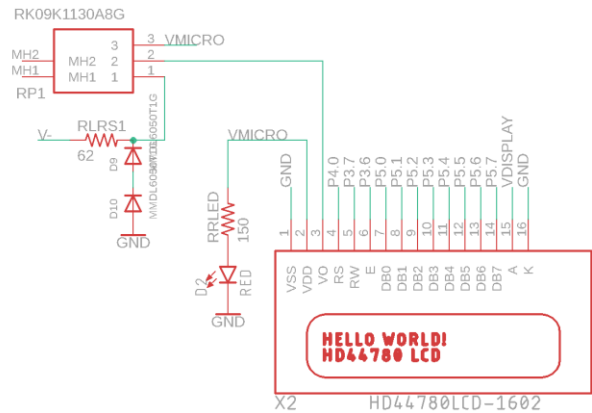 RK09K1130A8G
3 3 VMICRO
MH2 MH2 2 2
MH1 MH1 1 1
RP1
V- RLRS1
62
D9
D10 MMDL6050T1G
GND
VMICRO
RRLED
150
D2 RED
GND
GND P4.0 P3.7 P3.6 P5.0 P5.1 P5.2 P5.3 P5.4 P5.5 P5.6 P5.7 VDISPLAY GND
1 2 3 4 5 6 7 8 9 10 11 12 13 14 15 16
VSS VDD VO RS RW E DB0 DB1 DB2 DB3 DB4 DB5 DB6 DB7 A K
HELLO WORLD!
HD44780 LCD
X2 HD44780LCD-1602